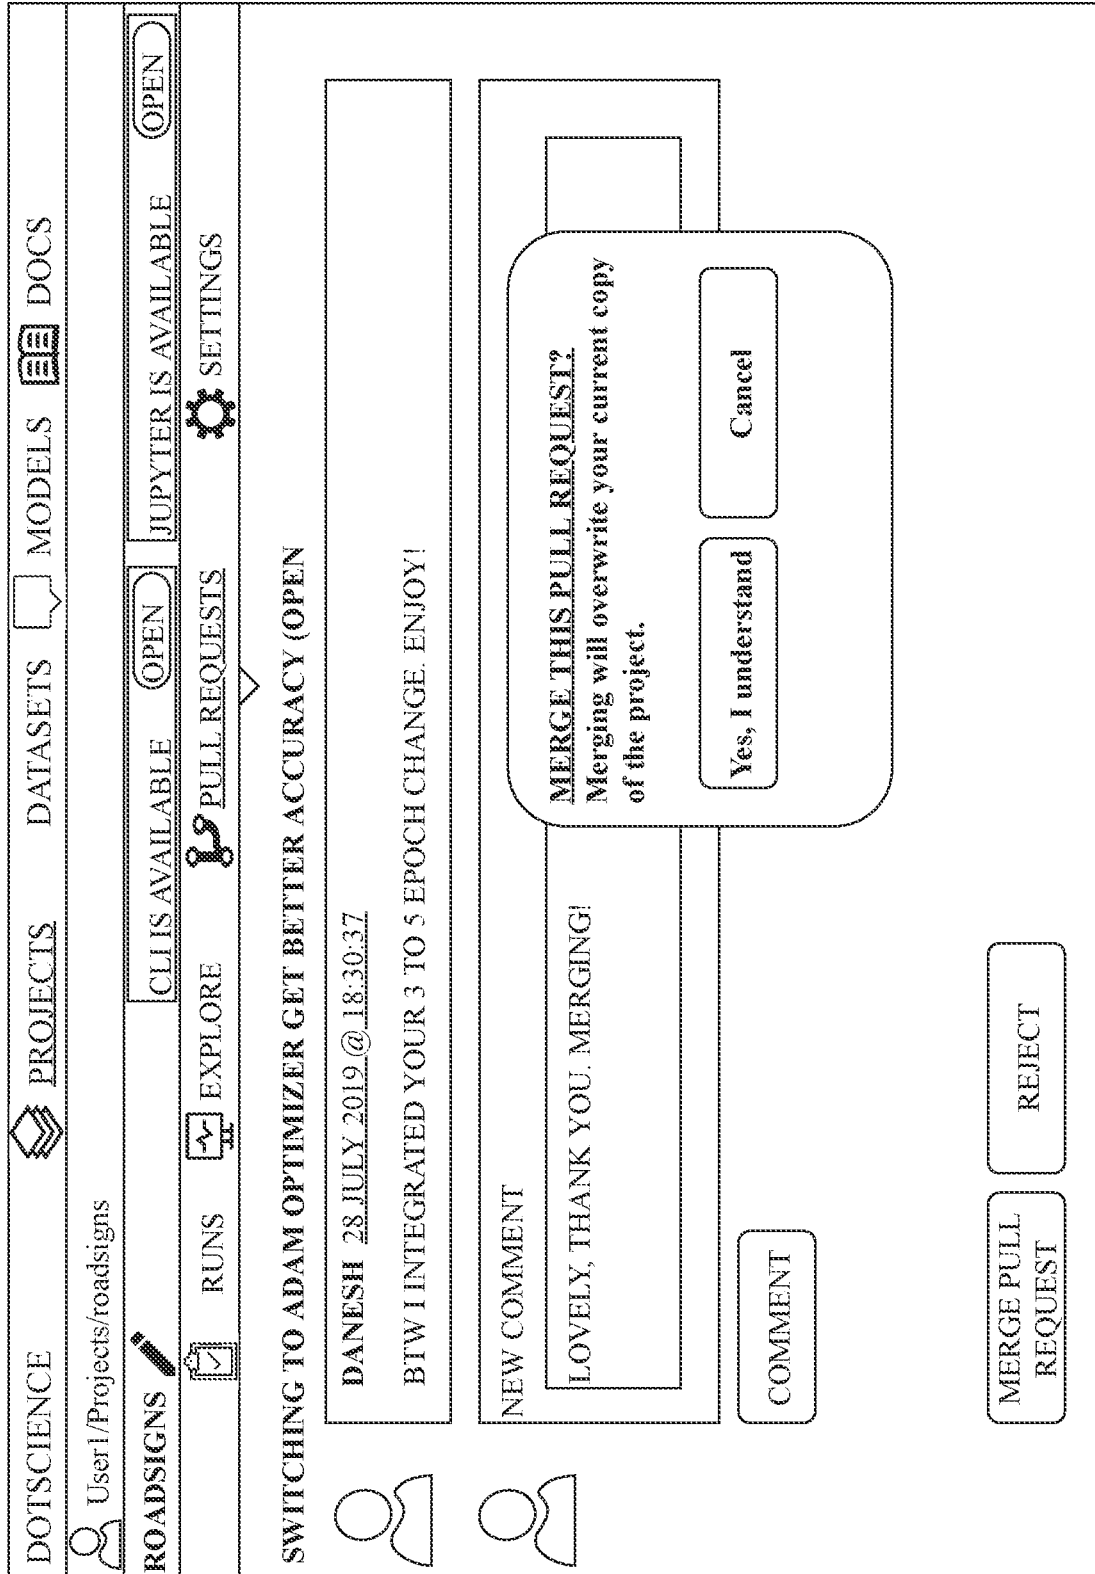 DOTSCIENCE PROJECTS DATASETS MODELS DOCS
User1/Projects/roadsigns
ROADSIGNS CLI IS AVAILABLE OPEN JUPYTER IS AVAILABLE OPEN
RUNS EXPLORE PULL REQUESTS SETTINGS
SWITCHING TO ADAM OPTIMIZER GET BETTER ACCURACY (OPEN
DANESH 28 JULY 2019 @ 18:30:37
BTW I INTEGRATED YOUR 3 TO 5 EPOCH CHANGE. ENJOY!
NEW COMMENT
LOVELY, THANK YOU. MERGING!
MERGE THIS PULL REQUEST?
Merging will overwrite your current copy
of the project.
Yes, I understand Cancel
COMMENT
MERGE PULL
REQUEST
REJECT